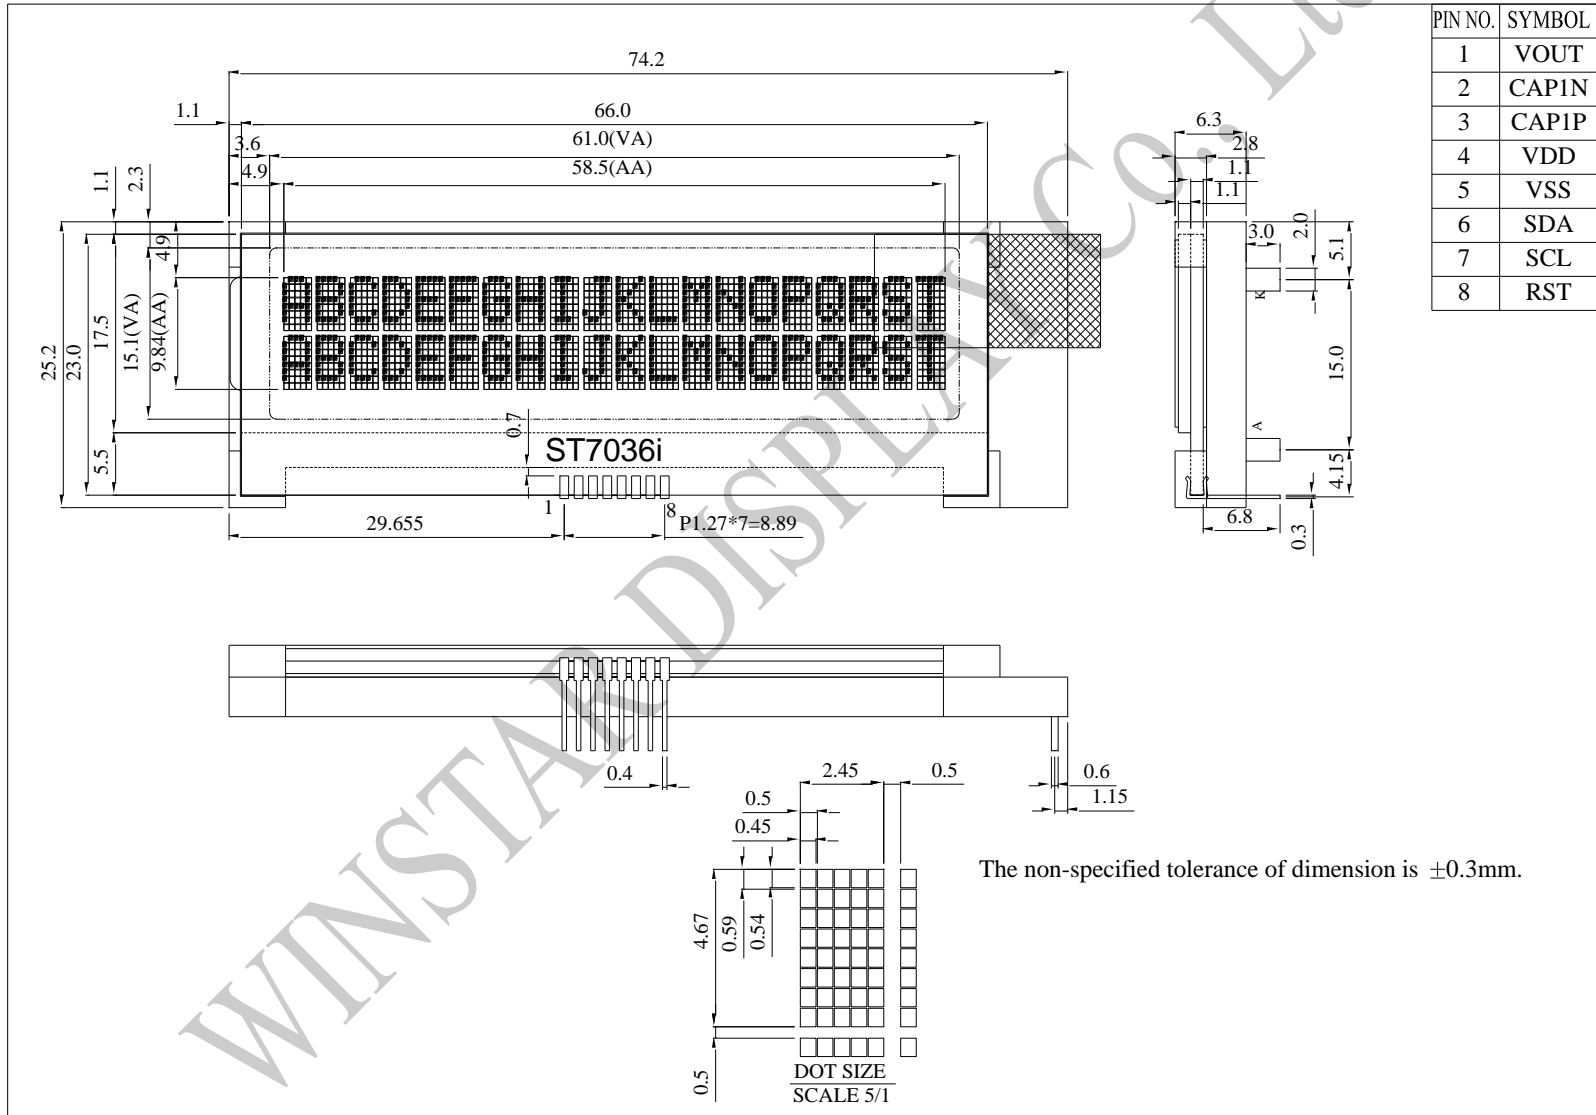 PIN NO. SYMBOL
1 VOUT
2 CAP1N
3 CAP1P
4 VDD
5 VSS
6 SDA
7 SCL
8 RST
74.2
1.1
66.0
3.6
61.0(VA)
4.9
58.5(AA)
1.1
2.3
4.9
25.2
23.0
17.5
15.1(VA)
9.84(AA)
5.5
ABCDEFGHIJKLMNOPQRST
ABCDEFGHIJKLMNOPQRST
0.7
ST7036i
1
8
29.655
P1.27*7=8.89
6.3
2.8
1.1
1.1
3.0
2.0
5.1
K
15.0
A
4.15
6.8
0.3
0.4
0.6
1.15
2.45
0.5
0.5
0.45
4.67
0.59
0.54
0.5
DOT SIZE
SCALE 5/1
The non-specified tolerance of dimension is ±0.3mm.
WINSTAR DISPLAY Co.,